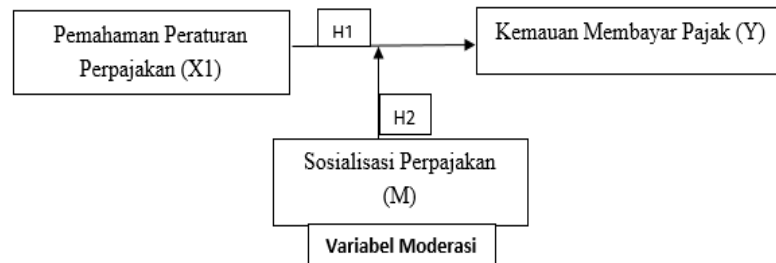 Pemahaman Peraturan
Perpajakan (X1)
H1
Kemauan Membayar Pajak (Y)
H2
Sosialisasi Perpajakan
(M)
Variabel Moderasi